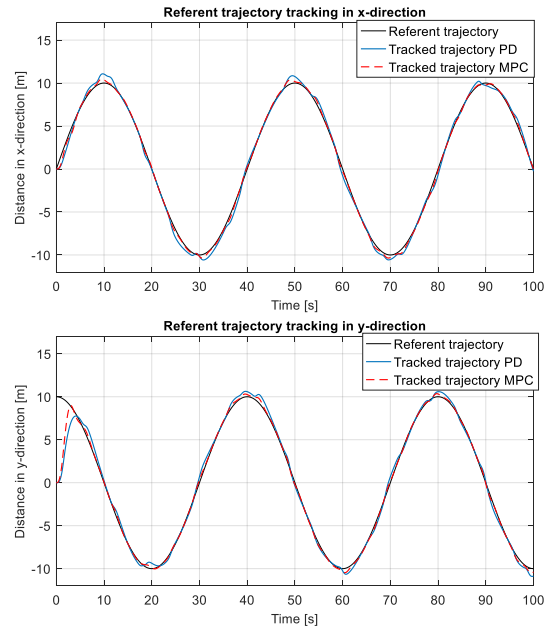 Referent trajectory tracking in x-direction
Referent trajectory
Tracked trajectory PD
Tracked trajectory MPC
Distance in x-direction [m]
15
10
5
0
-5
-10
0 10 20 30 40 50 60 70 80 90 100
Time [s]
Referent trajectory tracking in y-direction
Referent trajectory
Tracked trajectory PD
Tracked trajectory MPC
Distance in y-direction [m]
15
10
5
0
-5
-10
0 10 20 30 40 50 60 70 80 90 100
Time [s]